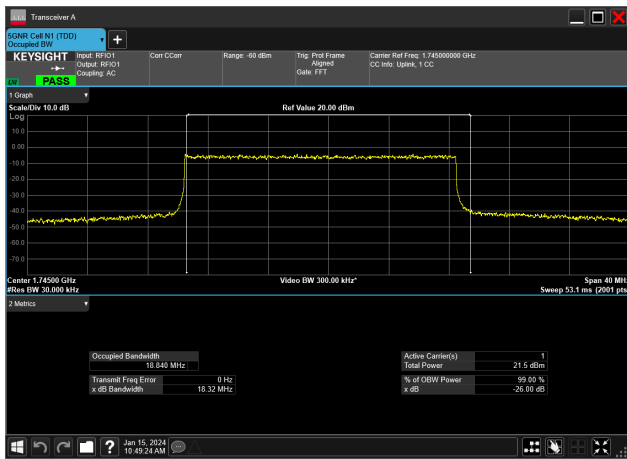 Transceiver A
5GNR Cell N1 (TDD)
Occupied BW
KEYSIGHT
LXI
PASS
Input: RFIO1
Output: RFIO1
Coupling: AC
Corr CCorr
Range: -60 dBm
Trig: Prot Frame
Aligned
Gate: FFT
Carrier Ref Freq: 1.745000000 GHz
CC Info: Uplink, 1 CC
1 Graph
Scale/Div 10.0 dB
Ref Value 20.00 dBm
Log
10.0
0.00
-10.0
-20.0
-30.0
-40.0
-50.0
-60.0
-70.0
Center 1.74500 GHz
Video BW 300.00 kHz*
Span 40 MHz
#Res BW 30.000 kHz
Sweep 53.1 ms (2001 pts
2 Metrics
Occupied Bandwidth
18.840 MHz
Transmit Freq Error 0 Hz
x dB Bandwidth 18.32 MHz
Active Carrier(s) 1
Total Power 21.5 dBm
% of OBW Power 99.00 %
x dB -26.00 dB
?
Jan 15, 2024
10:49:24 AM